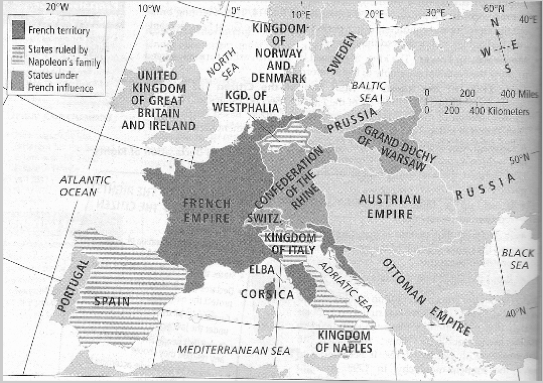 20°W
10°W
0°
10°E
20°E
30°E
60°N
40°E
French territory
States ruled by
Napoleon's family
States under
French influence
KINGDOM
OF
NORWAY
AND
DENMARK
SWEDEN
NORTH
SEA
N
W
E
S
UNITED
KINGDOM
OF GREAT
BRITAIN
AND IRELAND
KGD. OF
WESTPHALIA
BALTIC
SEA
0 200 400 Miles
0 200 400 Kilometers
PRUSSIA
GRAND DUCHY
OF WARSAW
50°N
RUSSIA
ATLANTIC
OCEAN
CONFEDERATION
OF THE
RHINE
FRENCH
EMPIRE
AUSTRIAN
EMPIRE
SWITZ.
KINGDOM
OF ITALY
BLACK
SEA
PORTUGAL
SPAIN
ELBA
CORSICA
ADRIATIC SEA
OTTOMAN EMPIRE
40°N
KINGDOM
OF NAPLES
MEDITERRANEAN SEA